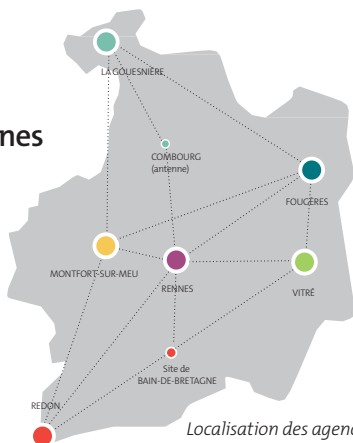 LA GOUESNIÈRE
nes
COMBOURG
(antenne)
FOUGÈRES
MONTFORT-SUR-MEU
RENNES
VITRÉ
Site de
BAIN-DE-BRETAGNE
REDON
Localisation des agen